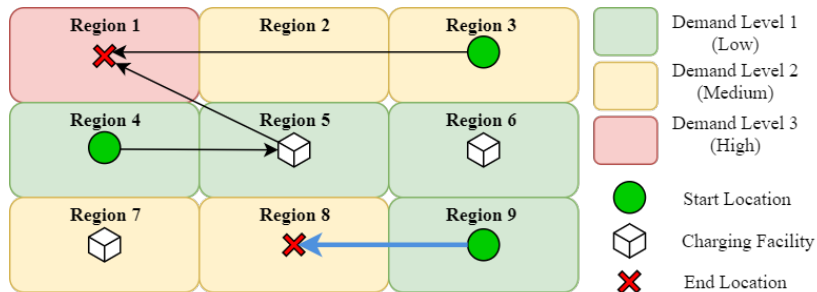 Region 1
Region 2
Region 3
Region 4
Region 5
Region 6
Region 7
Region 8
Region 9
Demand Level 1
(Low)
Demand Level 2
(Medium)
Demand Level 3
(High)
Start Location
Charging Facility
End Location